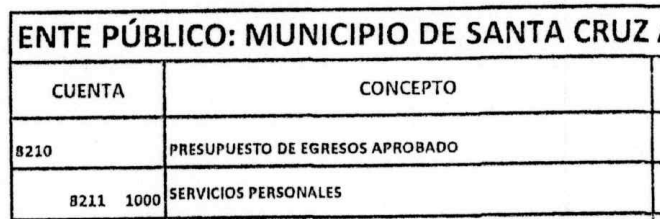 ENTE PÚBLICO: MUNICIPIO DE SANTA CRUZ
CUENTA CONCEPTO
8210 PRESUPUESTO DE EGRESOS APROBADO
8211 1000 SERVICIOS PERSONALES